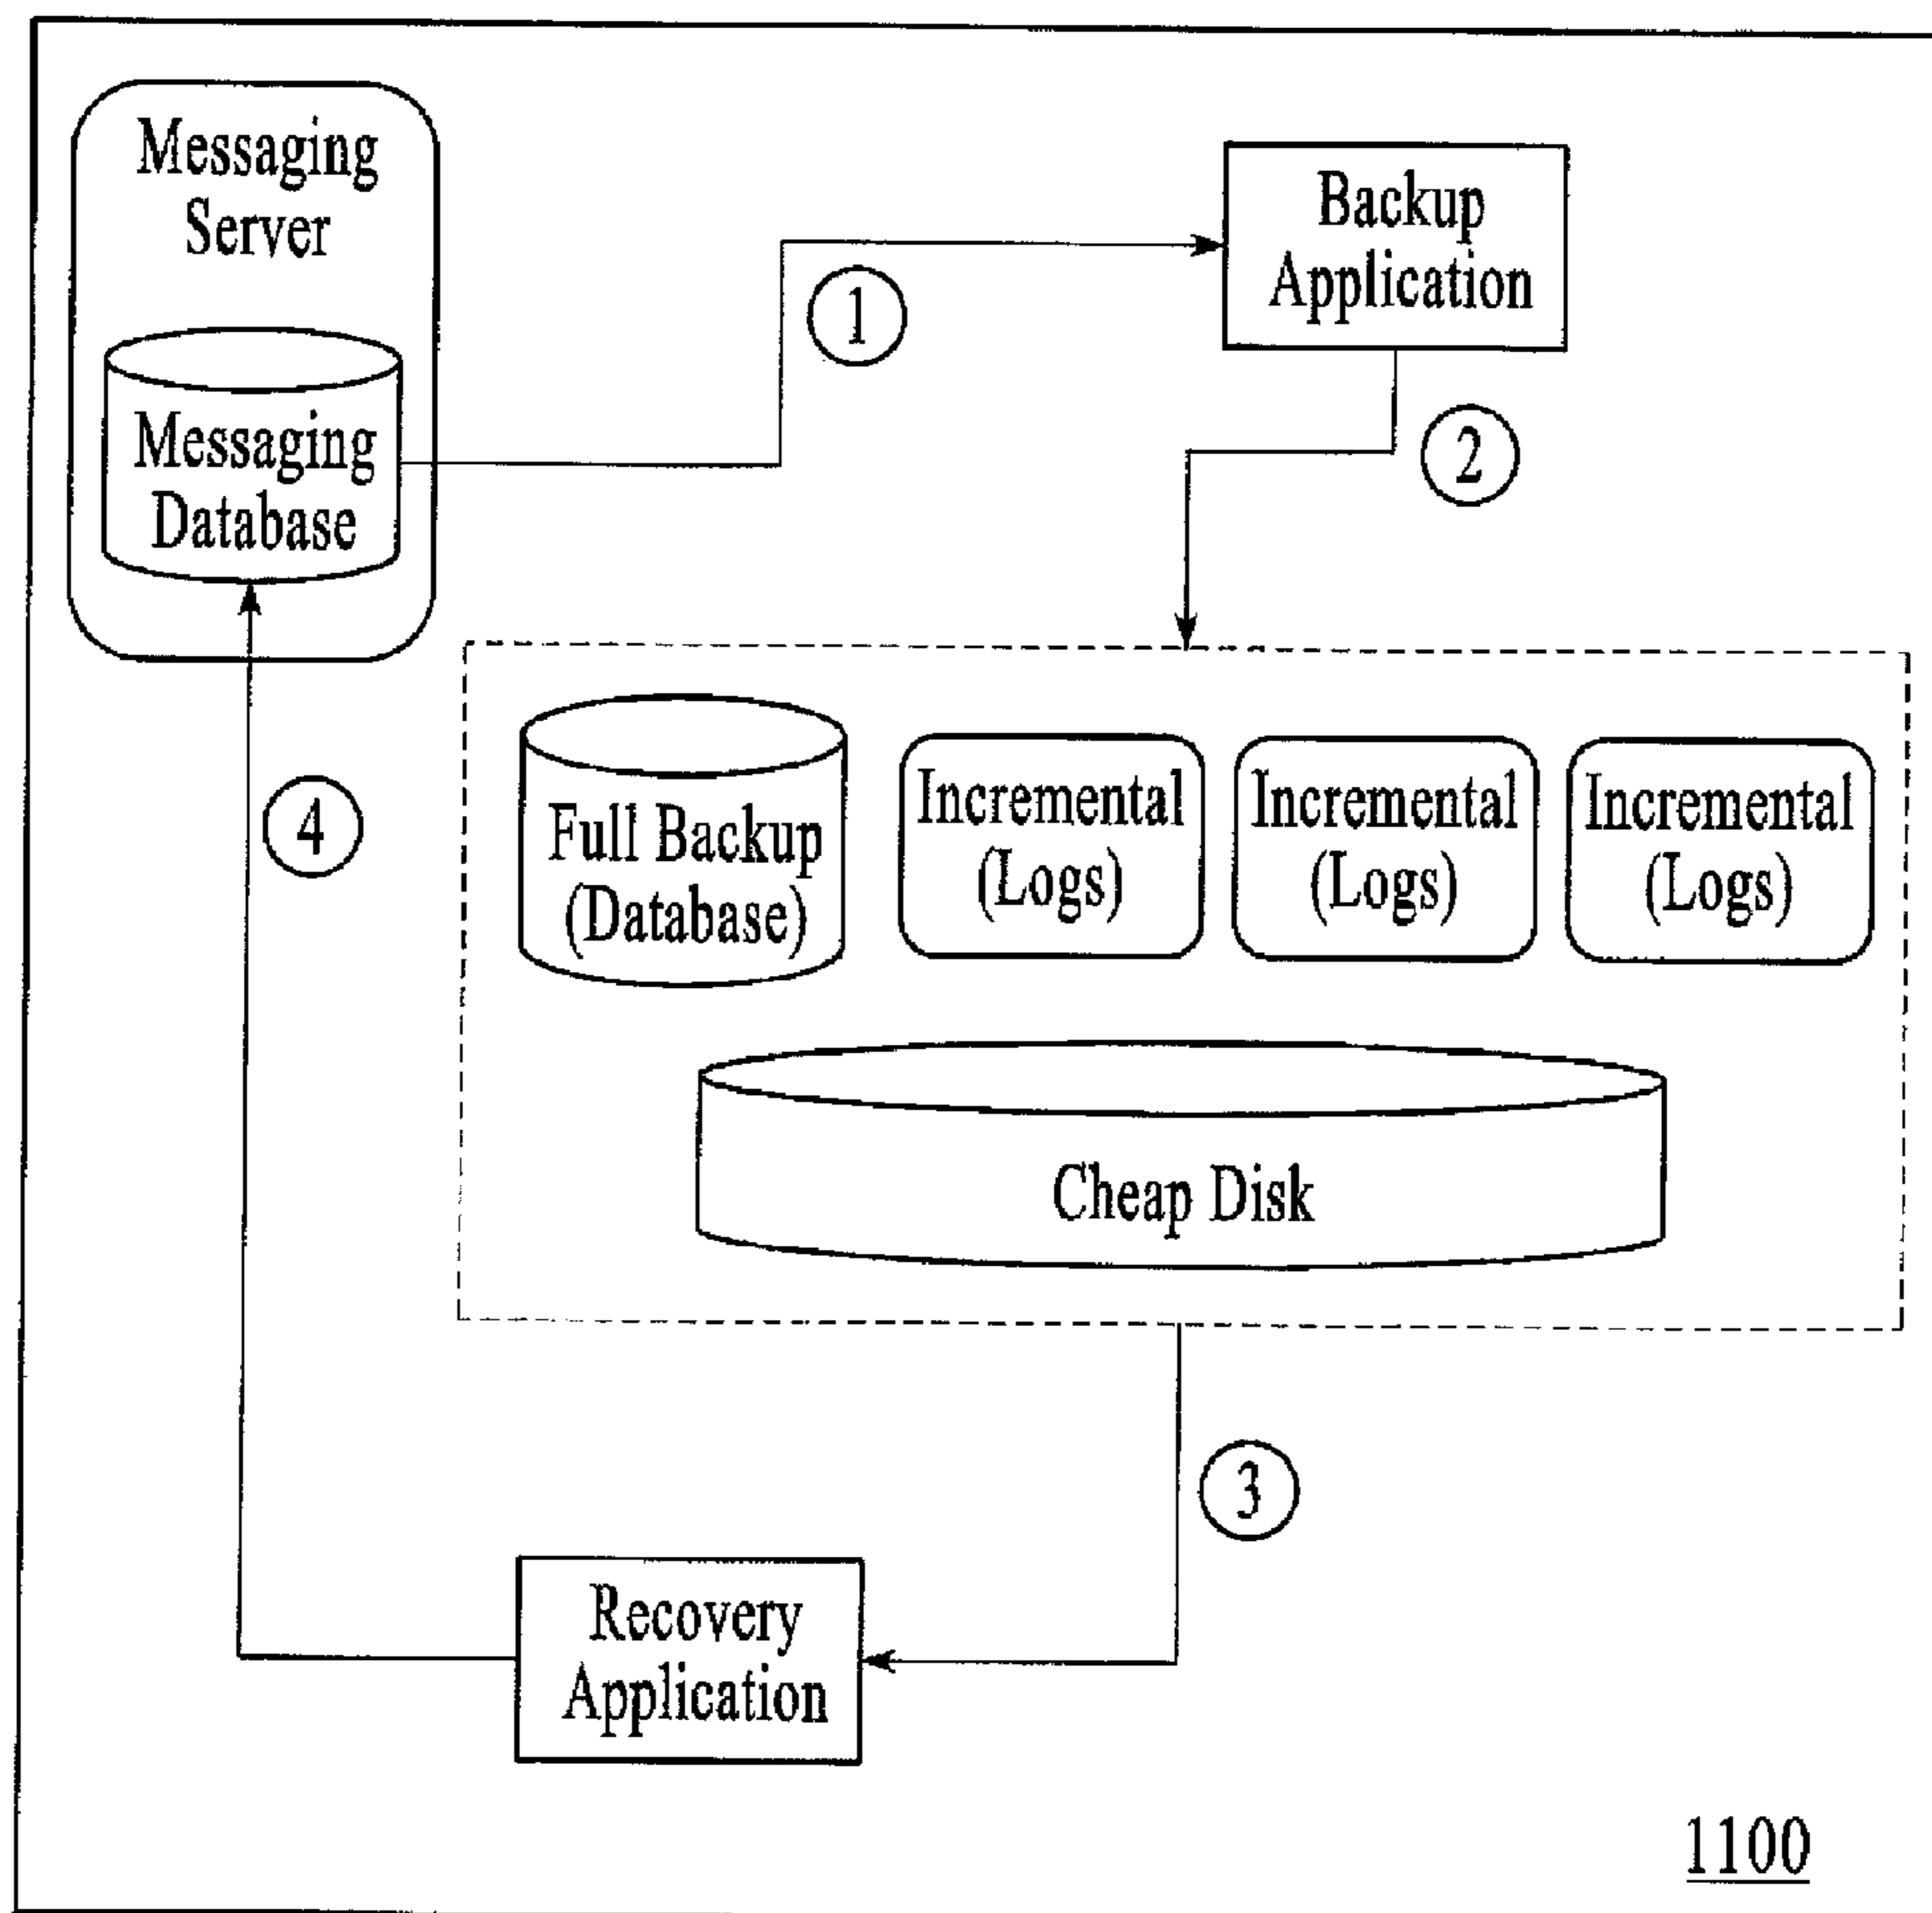 Messaging
Server
Messaging
Database
1
Backup
Application
2
Full Backup
(Database)
Incremental
(Logs)
Incremental
(Logs)
Incremental
(Logs)
Cheap Disk
4
3
Recovery
Application
1100